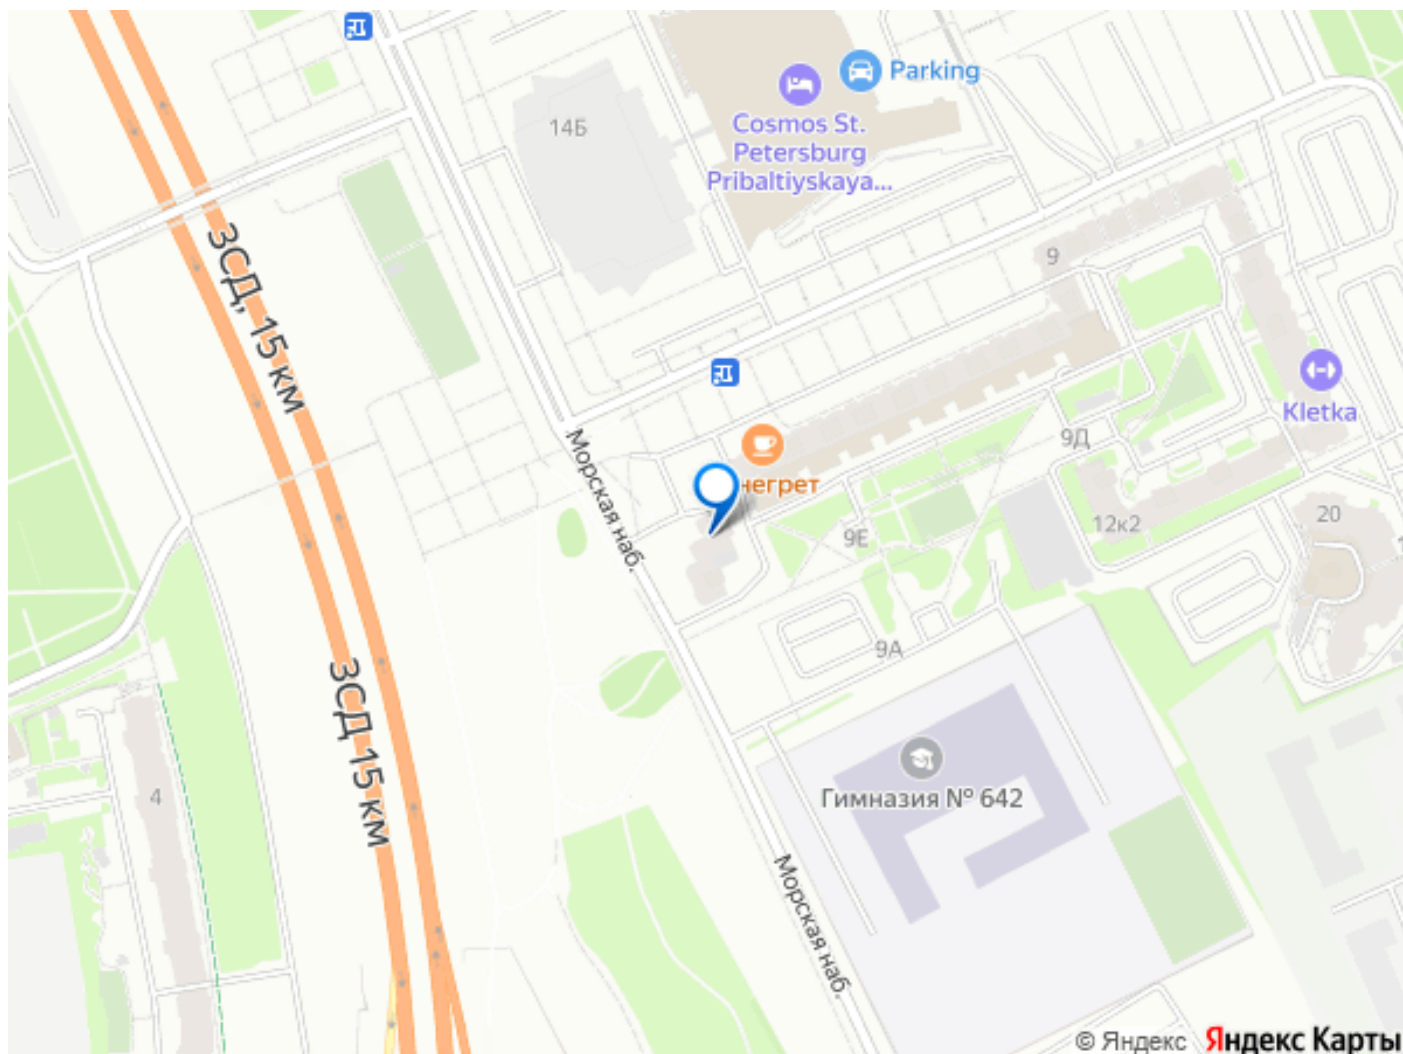 Parking
14Б
Cosmos St.
Petersburg
Pribaltiyskaya...
ЗСД, 15 км
9
Kletka
Морская наб.
негрет
9Д
9Е
12к2
20
9А
ЗСД 15 км
4
Гимназия № 642
Морская наб.
© Яндекс Яндекс Карты